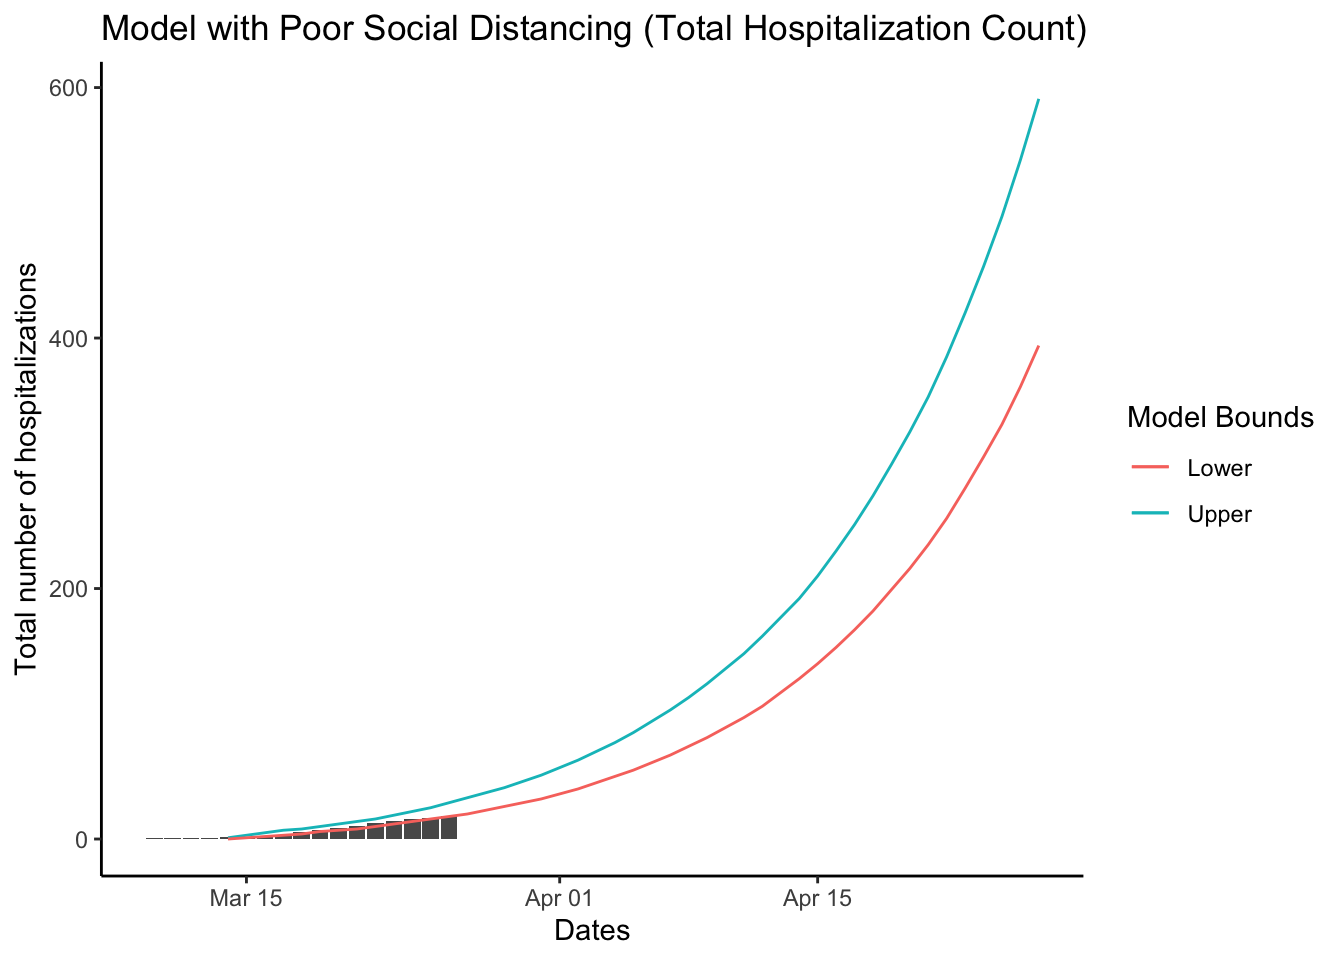 Model with Poor Social Distancing (Total Hospitalization Count)
600
400
200
0
Total number of hospitalizations
Mar 15
Apr 01
Apr 15
Dates
Model Bounds
Lower
Upper